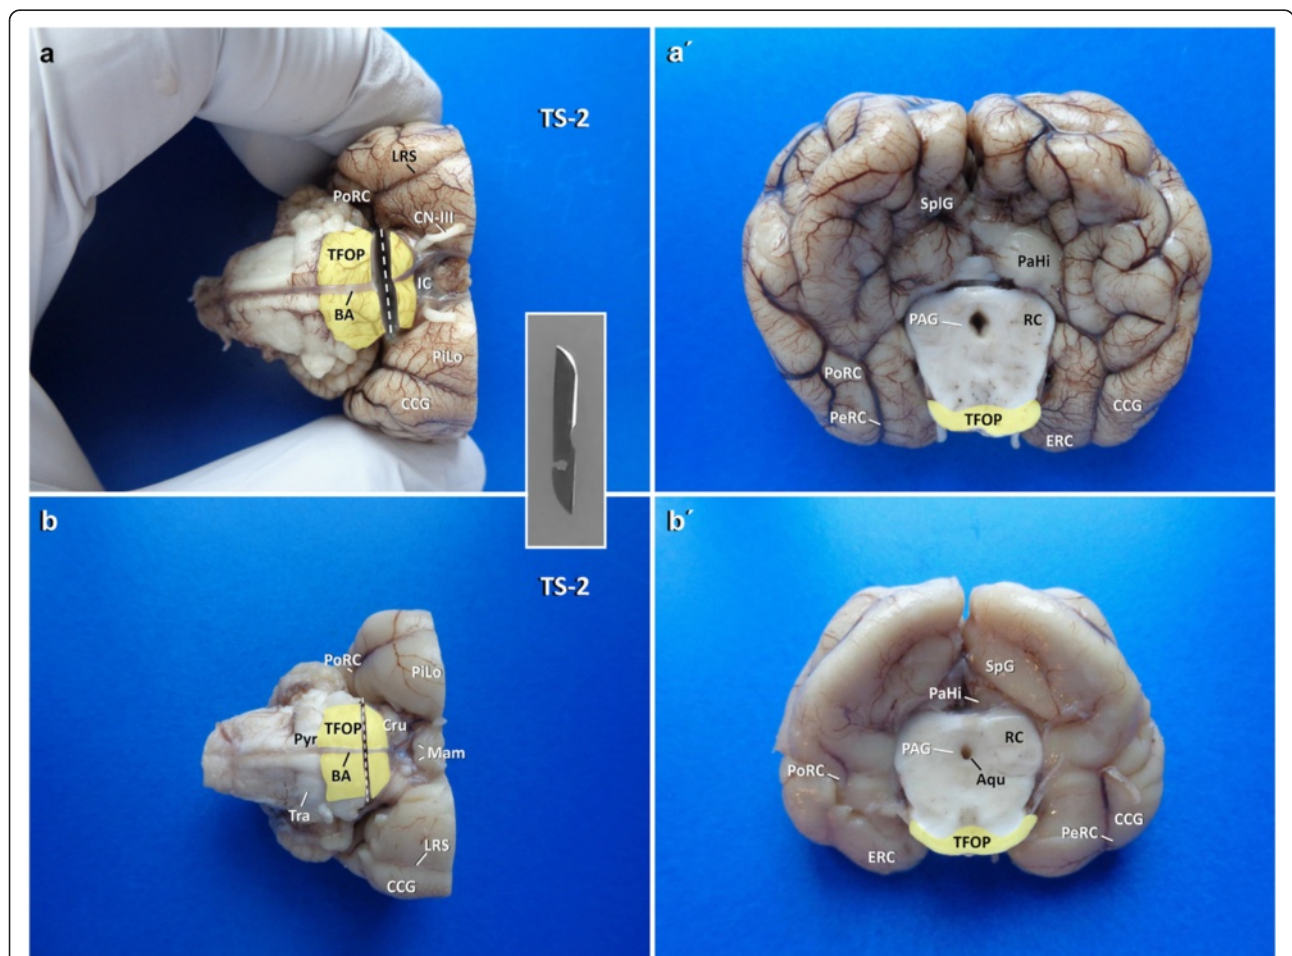 a
TS-2
LRS
PoRC
CN-III
TFOP
IC
BA
PiLo
CCG
a´
SplG
PaHi
PAG
RC
PoRC
PeRC
CCG
TFOP
ERC
b
TS-2
PoRC
PiLo
TFOP
Cru
Pyr
Mam
BA
Tra
LRS
CCG
b´
SpG
PaHi
RC
PAG
Aqu
PoRC
CCG
PeRC
TFOP
ERC